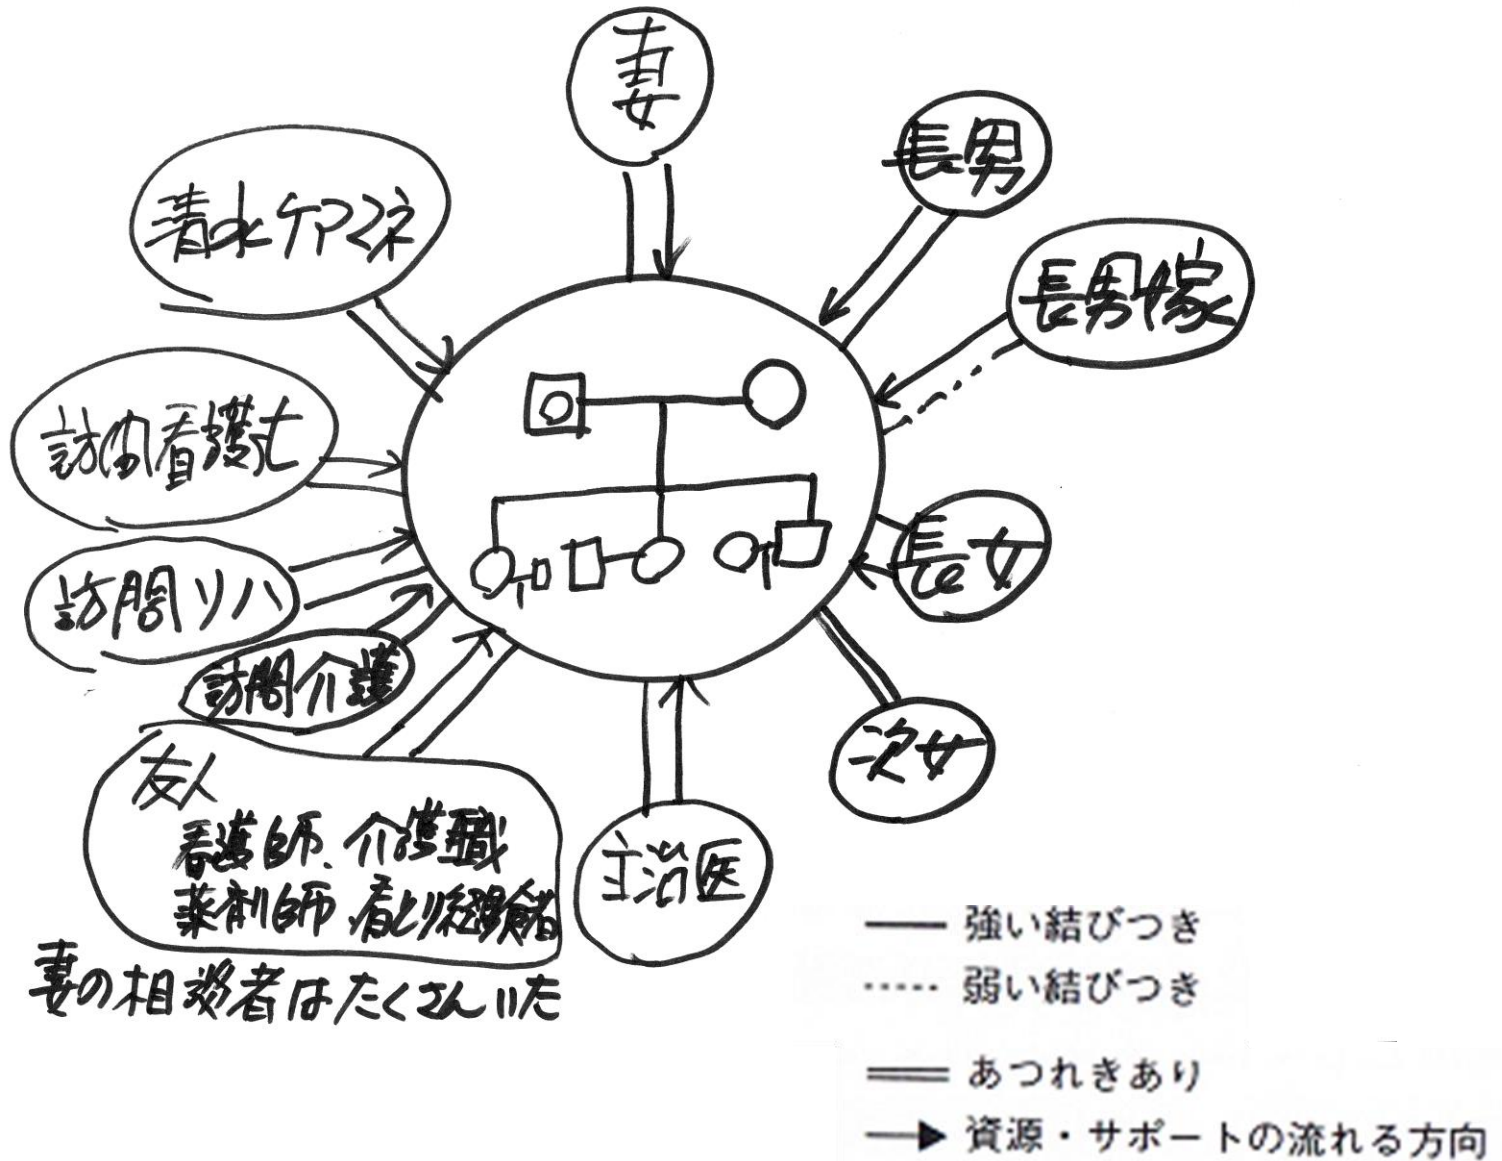 妻
長男
清水ケアマネ
長男嫁
訪問看護士
長女
訪問リハ
訪問介護
次女
友人
看護師、介護職
薬剤師、看とり経験者
主治医
妻の相談者はたくさんいた
強い結びつき
弱い結びつき
あつれきあり
資源・サポートの流れる方向